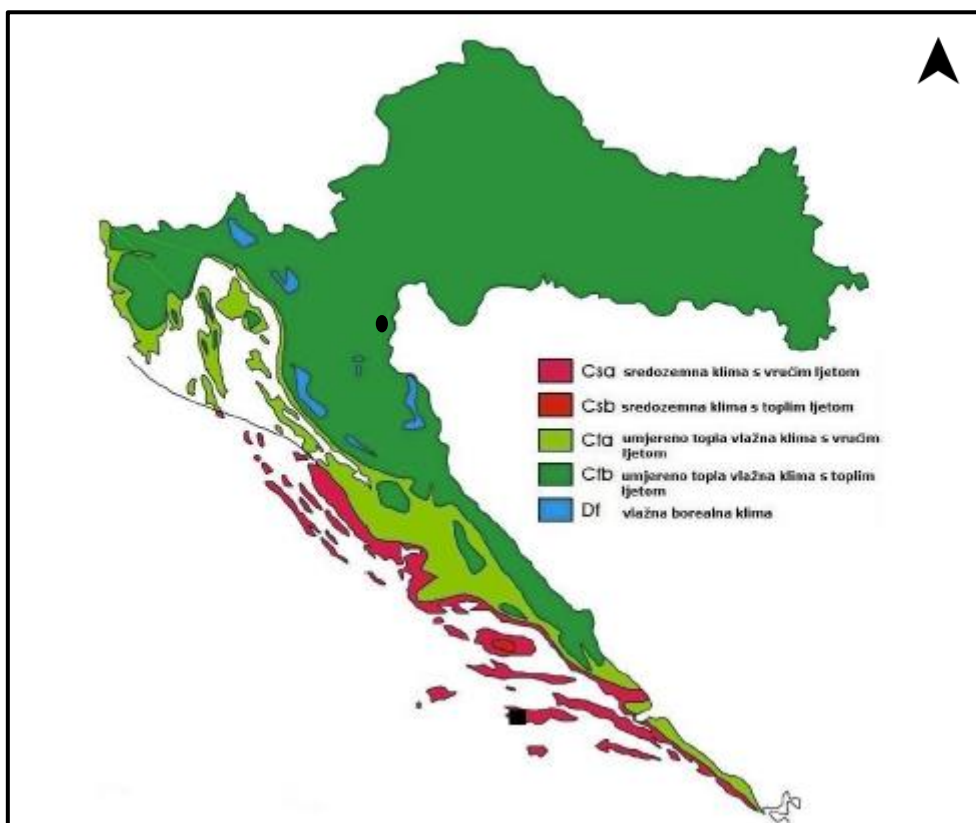 Csa sredozemna klima s vrućim ljetom
Csb sredozemna klima s toplim ljetom
Cfa umjereno topla vlažna klima s vrućim
ljetom
Cfb umjereno topla vlažna klima s toplim
ljetom
Df vlažna borealna klima